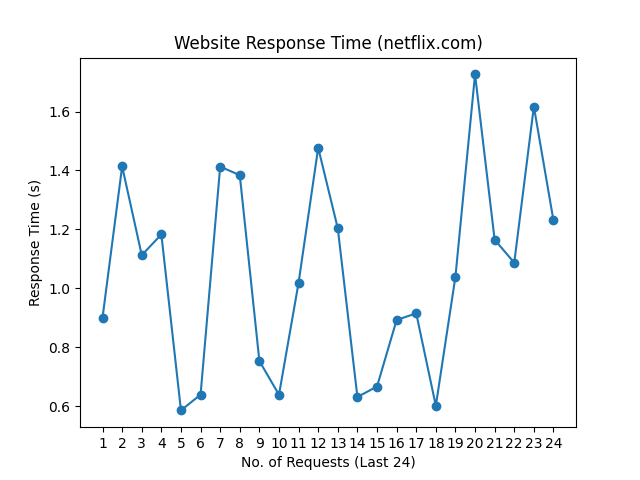 Website Response Time (netflix.com)
Response Time (s)
1.6
1.4
1.2
1.0
0.8
0.6
1 2 3 4 5 6 7 8 9 10 11 12 13 14 15 16 17 18 19 20 21 22 23 24
No. of Requests (Last 24)